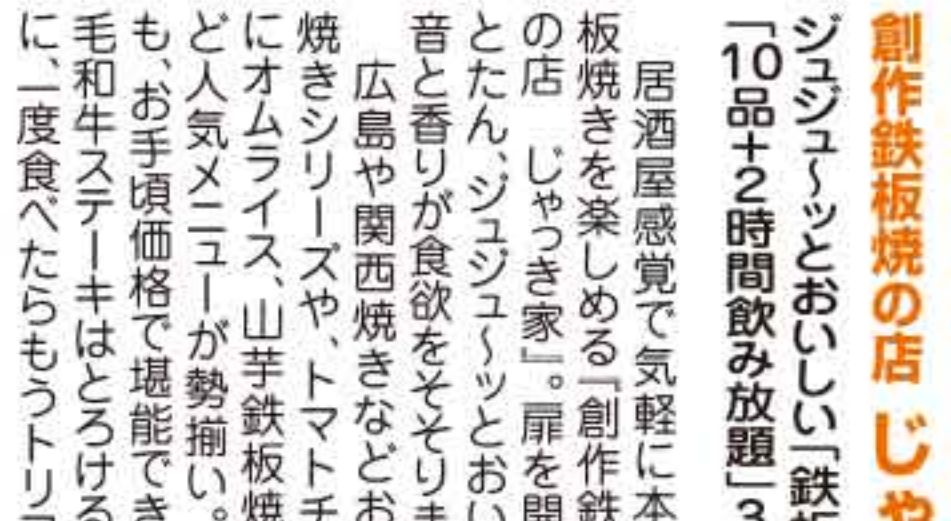 創作鉄板焼の店 じゃ
ジュジュ～ッとおいしい「鉄板
「10品+2時間飲み放題」3
居酒屋感覚で気軽に本
板焼きを楽しめる『創作鉄
の店 じゃっき家』。扉を開
とたん、ジュジュ～ッとおい
音と香りが食欲をそそりま
広島や関西焼きなどお
焼きシリーズや、トマトチ
にオムライス、山芋鉄板焼
ど人気メニューが勢揃い。
も、お手頃価格で堪能でき
毛和牛ステーキはとろける
に、一度食べたらもうトリコ